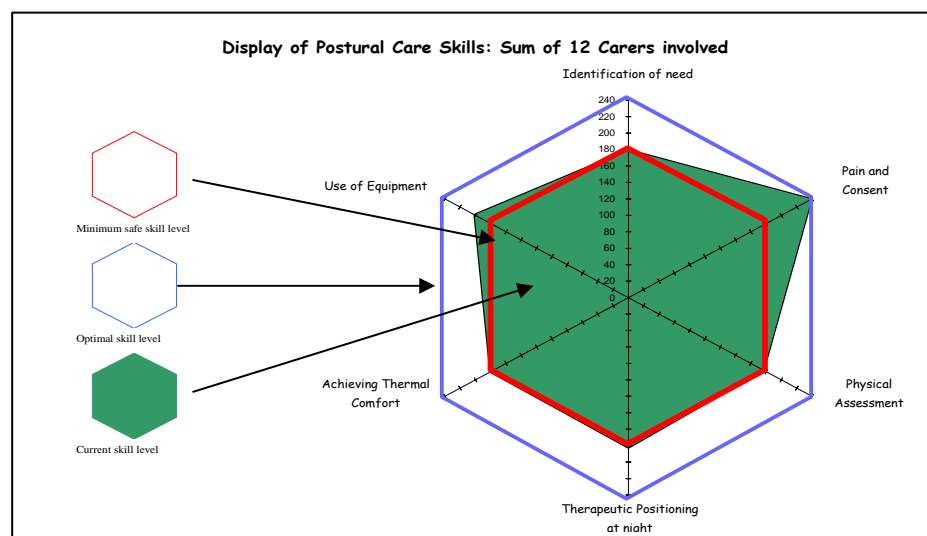 Display of Postural Care Skills: Sum of 12 Carers involved
Identification of need
240
220
200
180
160
140
120
100
80
60
40
20
0
Pain and
Consent
Physical
Assessment
Therapeutic Positioning
at night
Achieving Thermal
Comfort
Use of Equipment
Minimum safe skill level
Optimal skill level
Current skill level